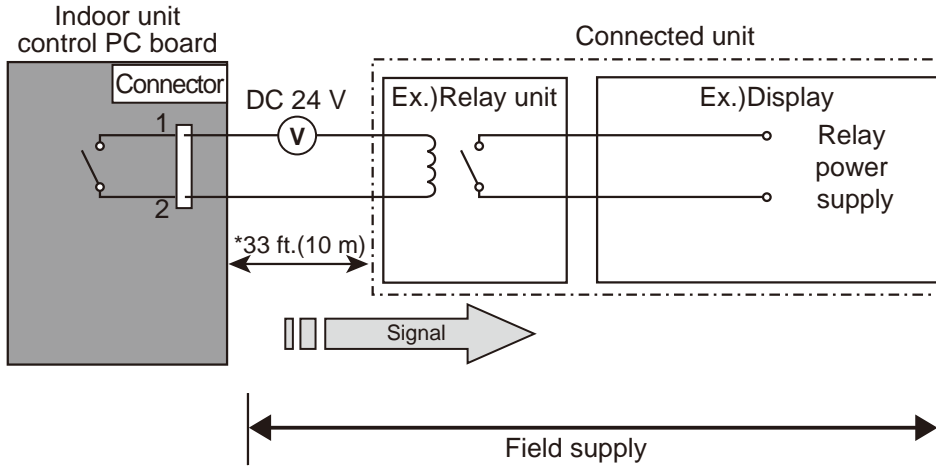 Indoor unit
control PC board
Connected unit
Connector
DC 24 V
V
1
2
Ex.)Relay unit
Ex.)Display
Relay
power
supply
*33 ft.(10 m)
Signal
Field supply